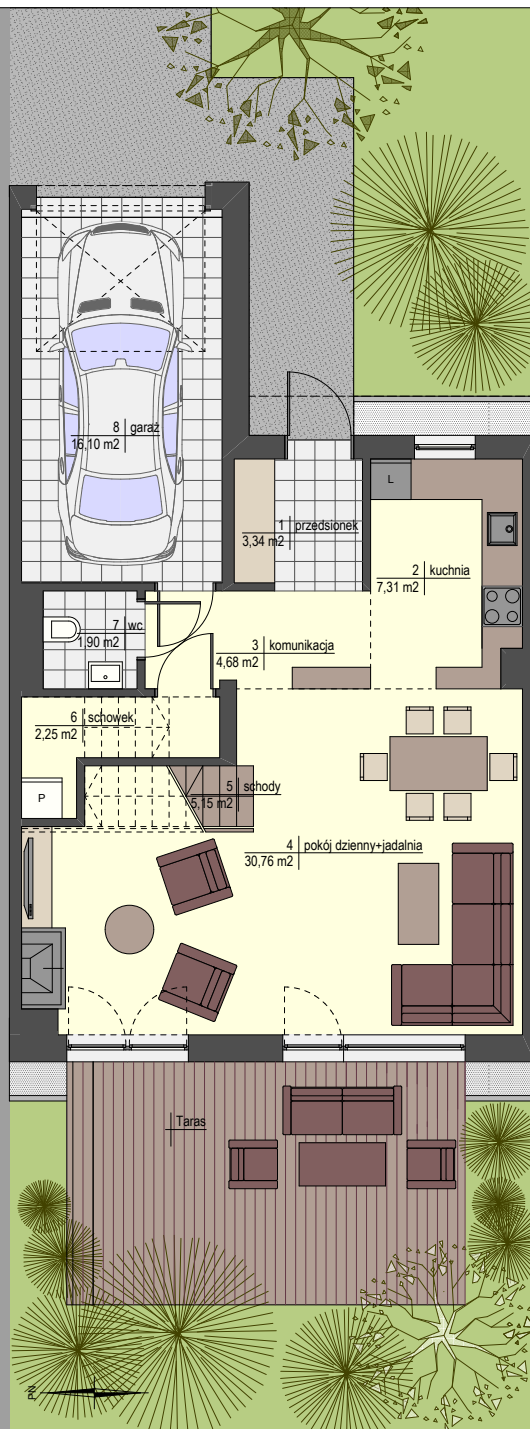 8 garaż
16,10 m2
L
1 przedsionek
3,34 m2
2 kuchnia
7,31 m2
7 wc
1,90 m2
3 komunikacja
4,68 m2
6 schowek
2,25 m2
P
5 schody
5,15 m2
4 pokój dzienny+jadalnia
30,76 m2
Taras
PN